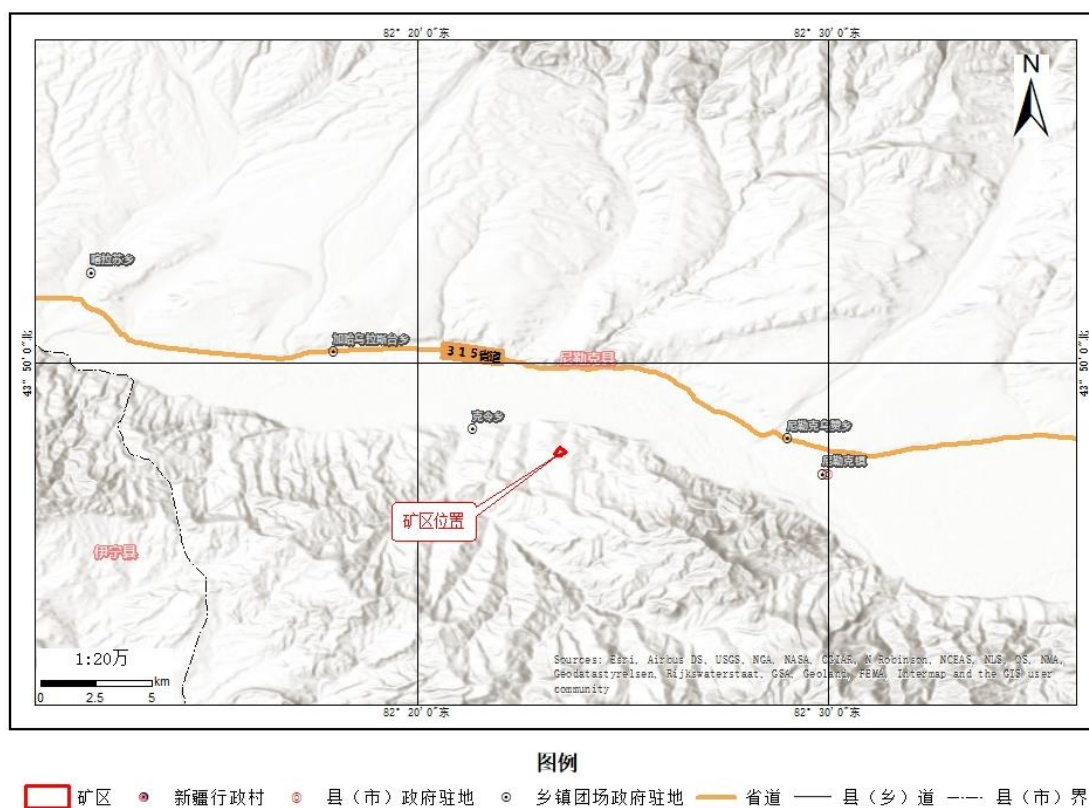 82° 20′ 0″东
82° 30′ 0″东
N
喀拉苏乡
加哈乌拉斯台乡
315省道
尼勒克县
43° 50′ 0″北
43° 50′ 0″北
克令乡
尼勒克乌赞乡
尼勒克镇
矿区位置
伊宁县
1:20万
0 2.5 5 km
Sources: Esri, Airbus DS, USGS, NGA, NASA, CGIAR, N Robinson, NCEAS, NLS, OS, NMA,
Geodatastyrelsen, Rijkswaterstaat, GSA, Geoland, FEMA, Intermap and the GIS user
community
82° 20′ 0″东
82° 30′ 0″东
图例
矿区 新疆行政村 县（市）政府驻地 乡镇团场政府驻地 省道 县（乡）道 县（市）界